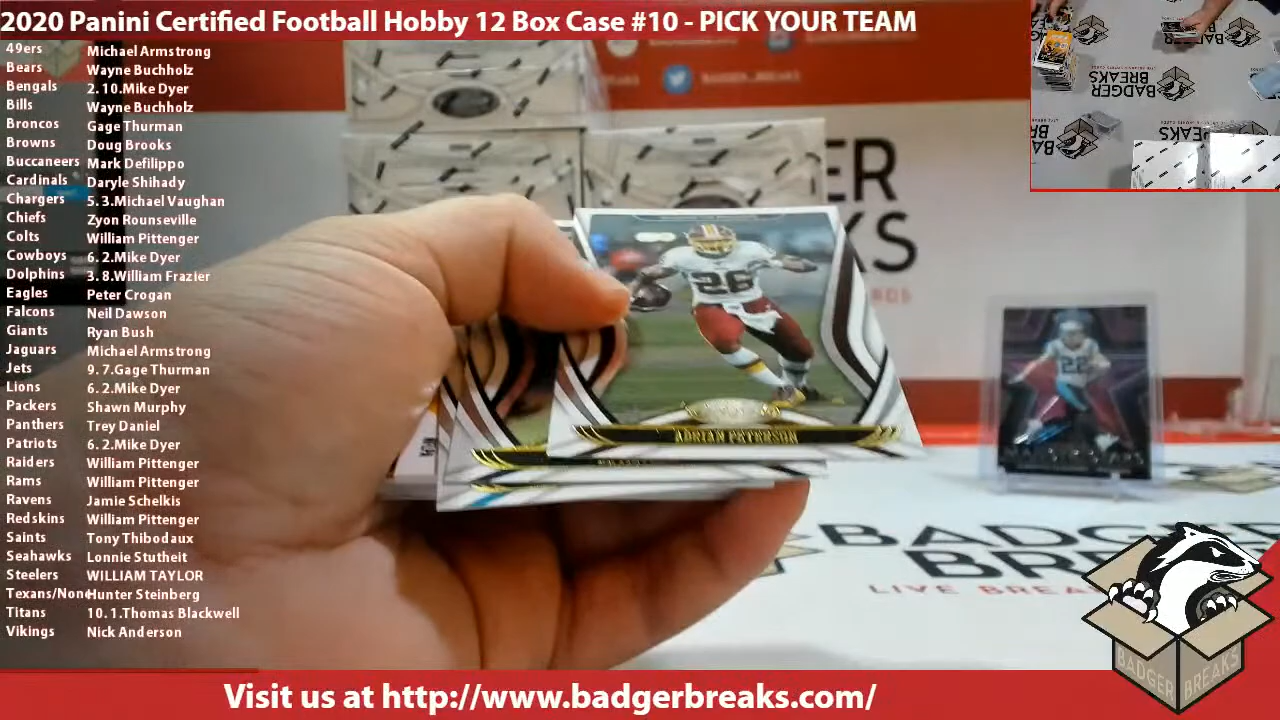 2020 Panini Certified Football Hobby 12 Box Case #10 - PICK YOUR TEAM
49ers Michael Armstrong
Bears Wayne Buchholz
Bengals 2. 10.Mike Dyer
Bills Wayne Buchholz
Broncos Gage Thurman
Browns Doug Brooks
Buccaneers Mark Defilippo
Cardinals Daryle Shihady
Chargers 5. 3.Michael Vaughan
Chiefs Zyon Rounseville
Colts William Pittenger
Cowboys 6. 2.Mike Dyer
Dolphins 3. 8.William Frazier
Eagles Peter Crogan
Falcons Neil Dawson
Giants Ryan Bush
Jaguars Michael Armstrong
Jets 9. 7.Gage Thurman
Lions 6. 2.Mike Dyer
Packers Shawn Murphy
Panthers Trey Daniel
Patriots 6. 2.Mike Dyer
Raiders William Pittenger
Rams William Pittenger
Ravens Jamie Schelkis
Redskins William Pittenger
Saints Tony Thibodaux
Seahawks Lonnie Stutheit
Steelers WILLIAM TAYLOR
Texans/None Hunter Steinberg
Titans 10. 1.Thomas Blackwell
Vikings Nick Anderson
BADGER BREAKS
26
ADRIAN PETERSON
22
BADGER
LIVE BREA
BADGER BREAKS
Visit us at http://www.badgerbreaks.com/